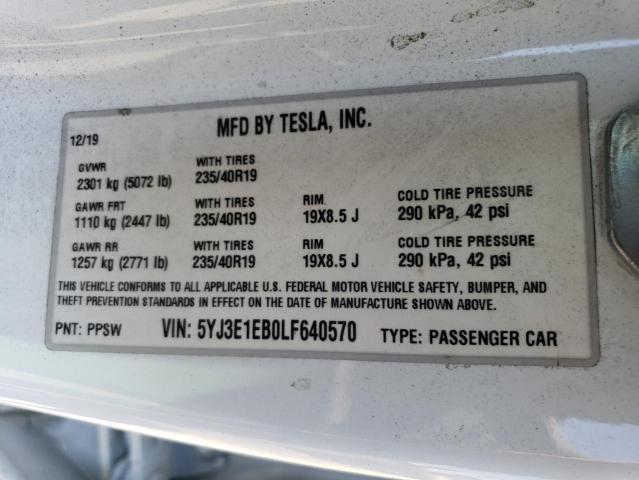 MFD BY TESLA, INC.
12/19
GVWR WITH TIRES
2301 kg (5072 lb) 235/40R19
GAWR FRT WITH TIRES RIM COLD TIRE PRESSURE
1110 kg (2447 lb) 235/40R19 19X8.5 J 290 kPa, 42 psi
GAWR RR WITH TIRES RIM COLD TIRE PRESSURE
1257 kg (2771 lb) 235/40R19 19X8.5 J 290 kPa, 42 psi
THIS VEHICLE CONFORMS TO ALL APPLICABLE U.S. FEDERAL MOTOR VEHICLE SAFETY, BUMPER, AND
THEFT PREVENTION STANDARDS IN EFFECT ON THE DATE OF MANUFACTURE SHOWN ABOVE.
PNT: PPSW VIN: 5YJ3E1EB0LF640570 TYPE: PASSENGER CAR